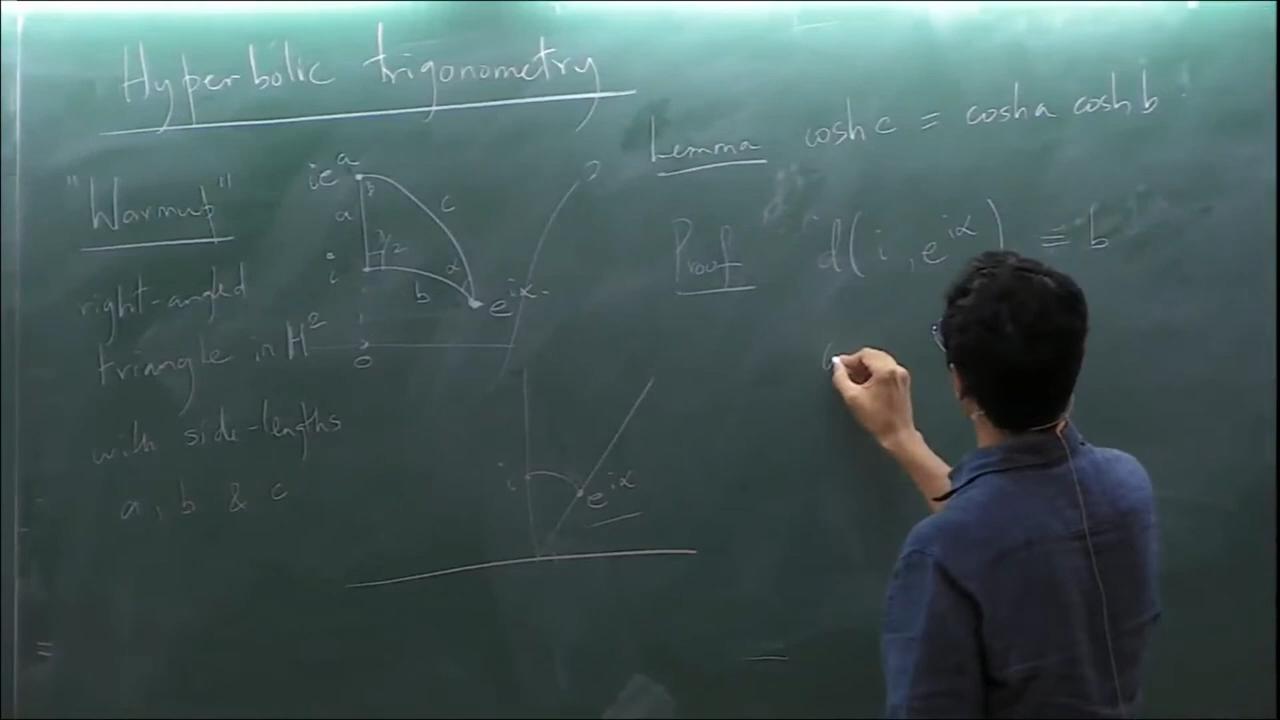 Hyperbolic trigonometry
"Warmup"
right-angled
triangle in H²
with side-lengths
a, b & c
ie^a
a
c
i
π/2
α
b
e^{iα}
0
i
e^{iα}
Lemma cosh c = cosh a cosh b
Proof d(i, e^{iα}) = b
=